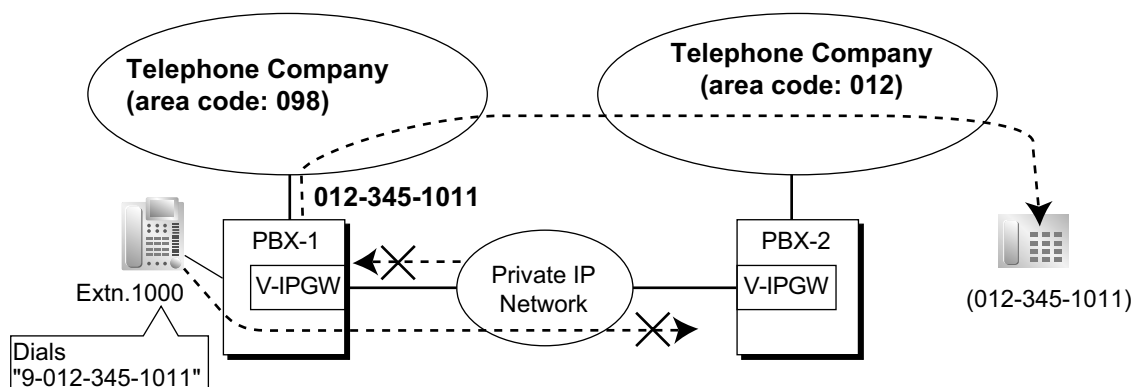 Telephone Company
(area code: 098)
Telephone Company
(area code: 012)
012-345-1011
PBX-1
V-IPGW
Private IP
Network
PBX-2
V-IPGW
Extn.1000
(012-345-1011)
Dials
"9-012-345-1011"